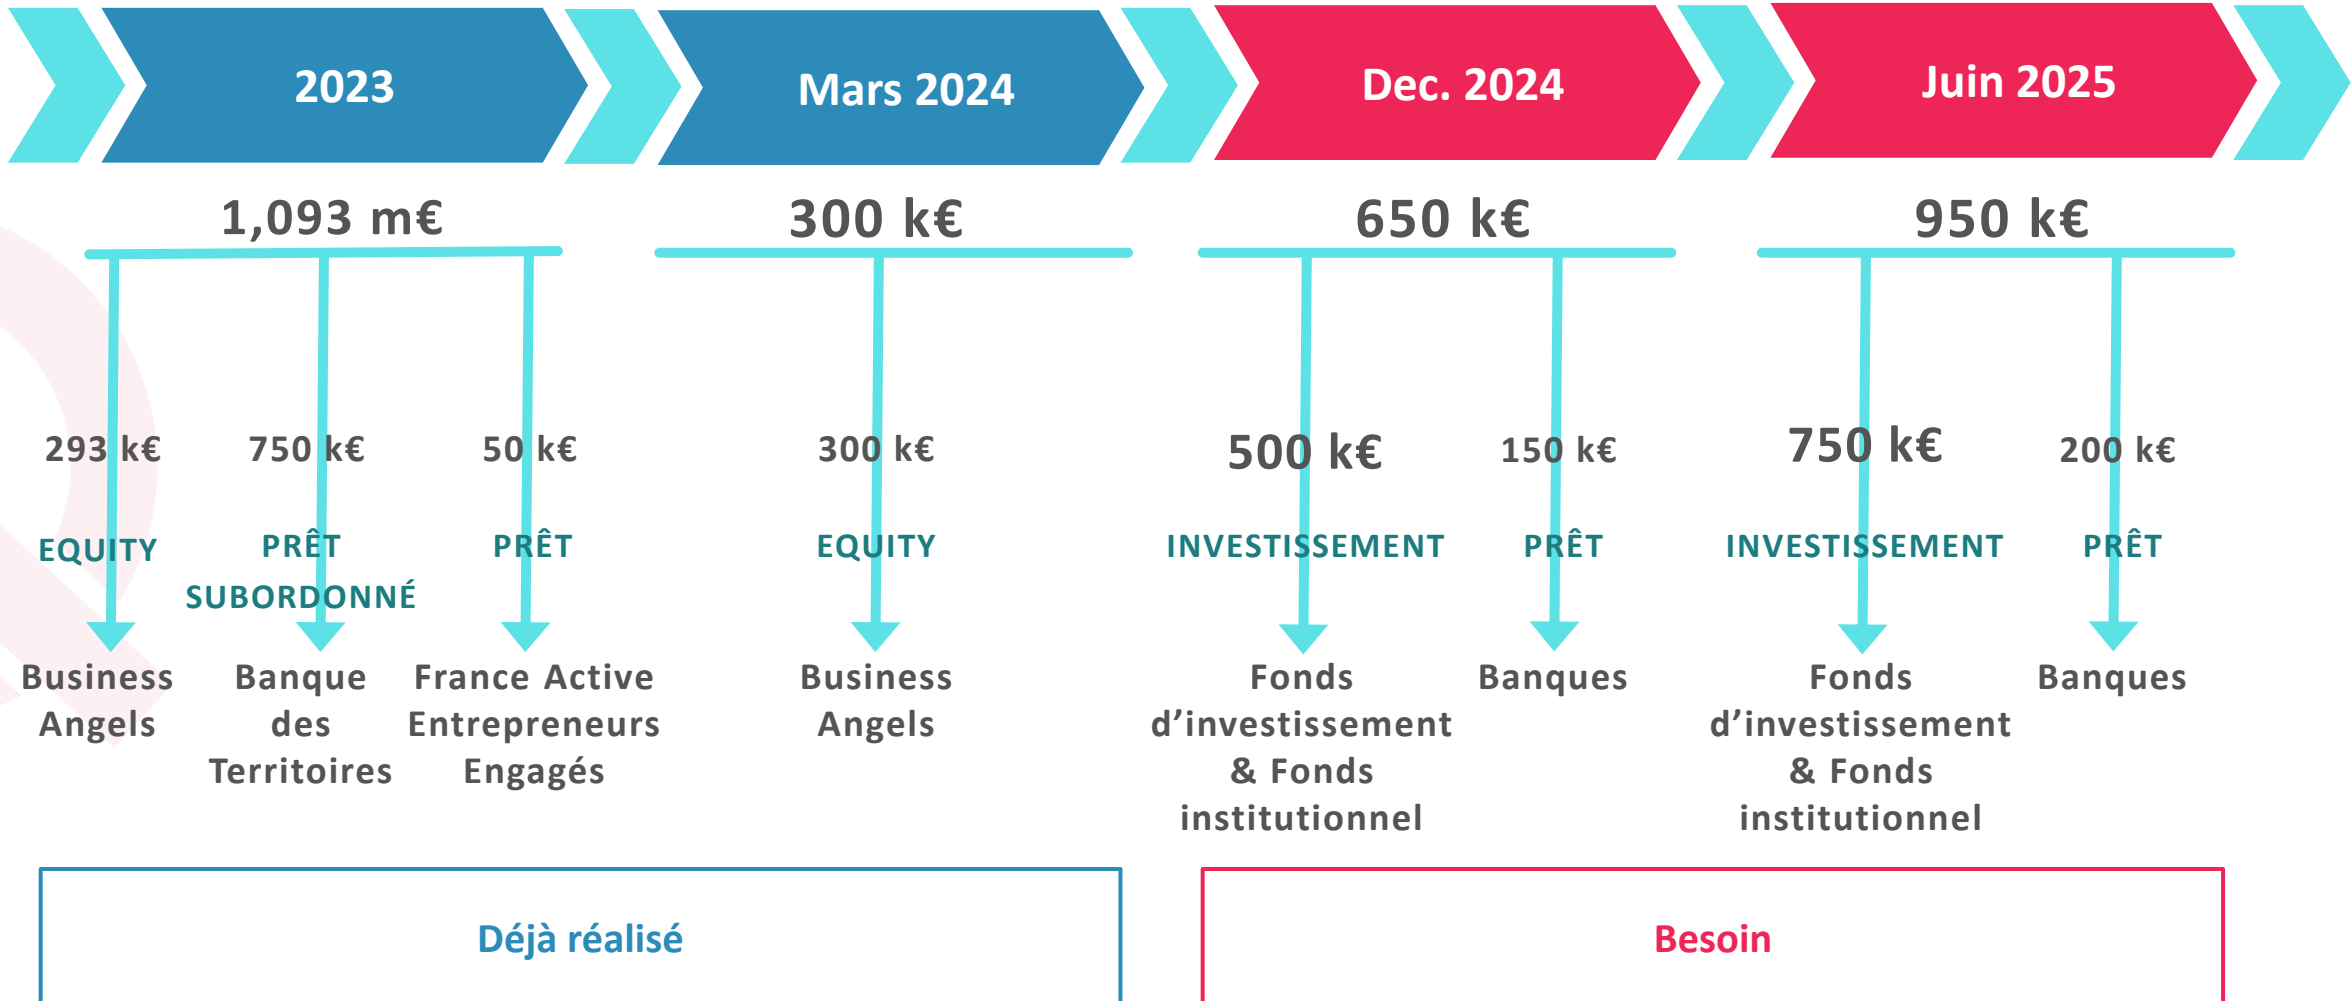 2023
Mars 2024
Dec. 2024
Juin 2025
1,093 m€
300 k€
650 k€
950 k€
293 k€
750 k€
50 k€
300 k€
500 k€
150 k€
750 k€
200 k€
EQUITY
PRÊT
SUBORDONNÉ
PRÊT
EQUITY
INVESTISSEMENT
PRÊT
INVESTISSEMENT
PRÊT
Business
Angels
Banque
des
Territoires
France Active
Entrepreneurs
Engagés
Business
Angels
Fonds
d’investissement
& Fonds
institutionnel
Banques
Fonds
d’investissement
& Fonds
institutionnel
Banques
Déjà réalisé
Besoin